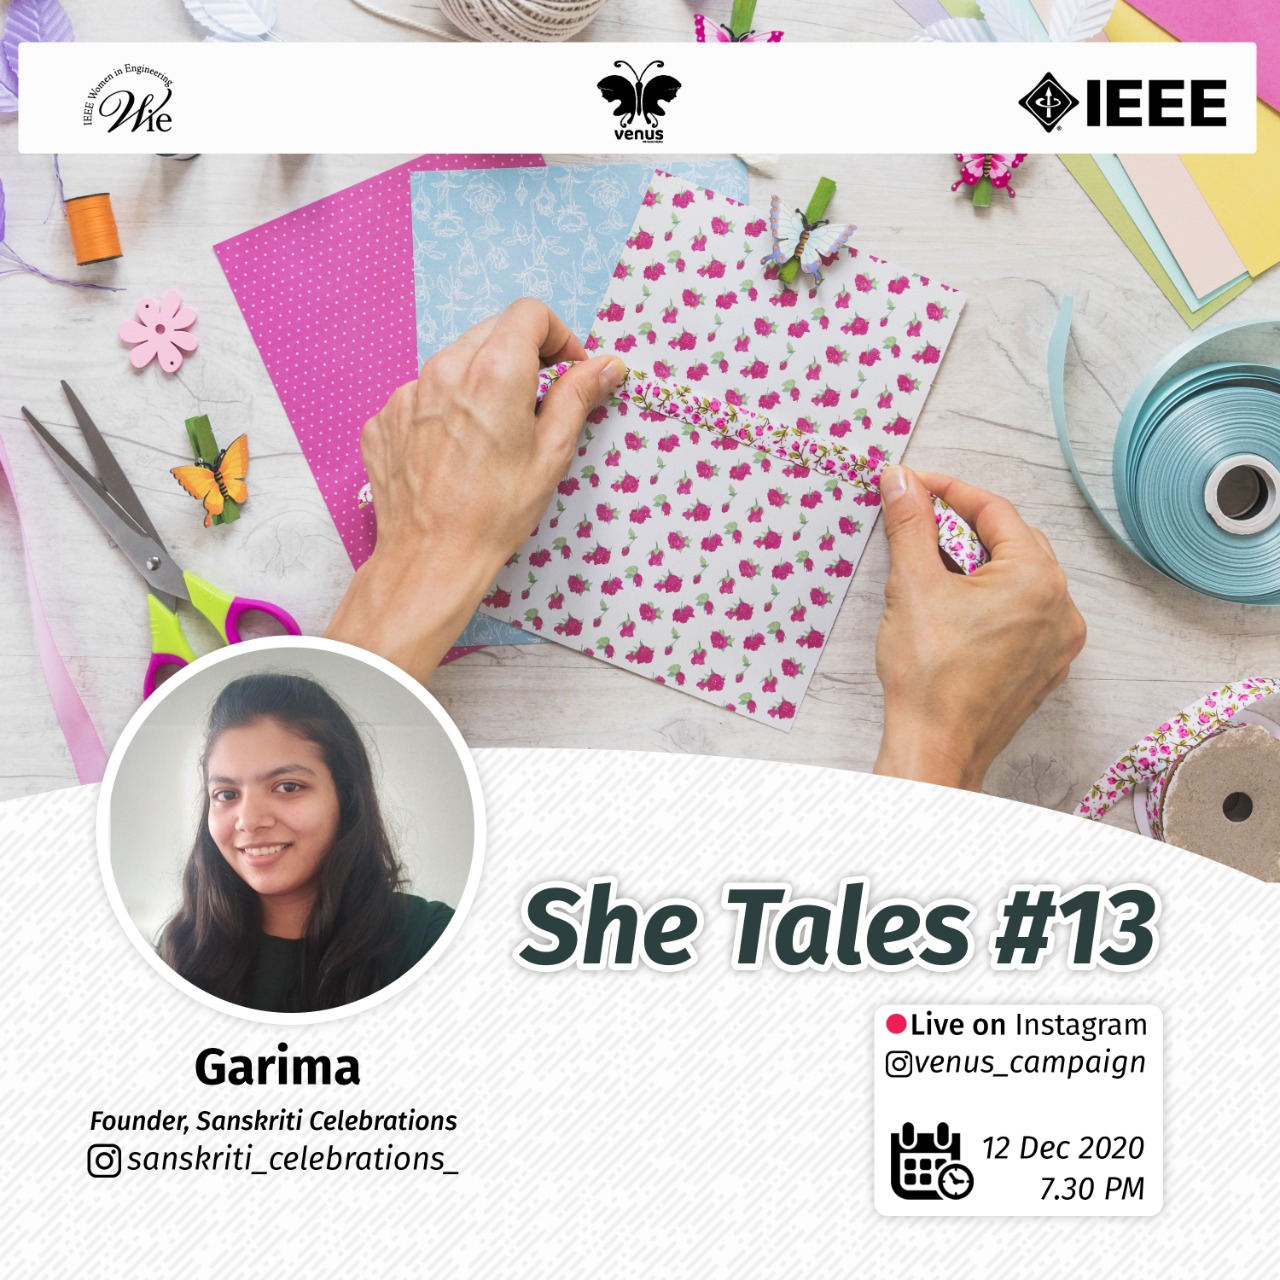 IEEE Women in Engineering
Wie
venus
IEEE
She Tales #13
Garima
Founder, Sanskriti Celebrations
sanskriti_celebrations_
Live on Instagram
venus_campaign
12 Dec 2020
7.30 PM